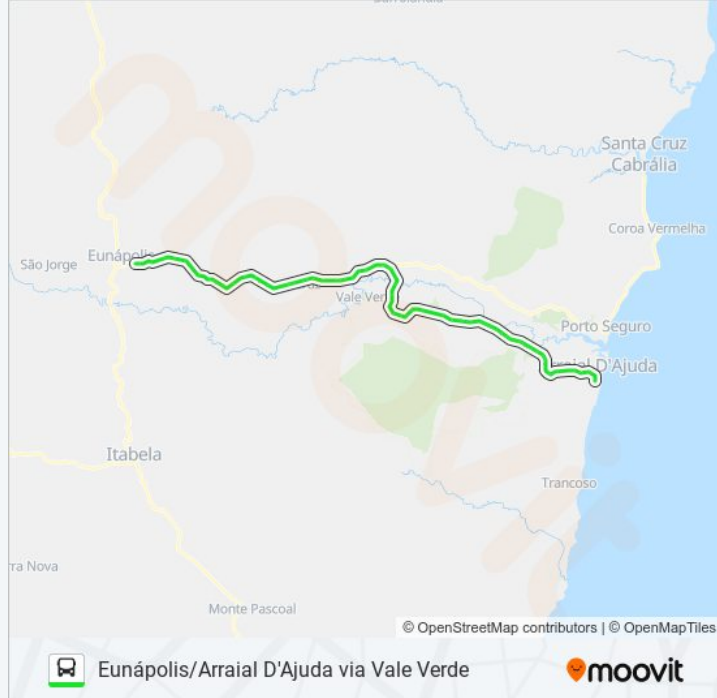 Santa Cruz
Cabrália
Coroa Vermelha
Eunápolis
São Jorge
Vale Ver
Porto Seguro
Arraial D'Ajuda
Itabela
Trancoso
ra Nova
Monte Pascoal
© OpenStreetMap contributors | © OpenMapTiles
Eunápolis/Arraial D'Ajuda via Vale Verde
moovit